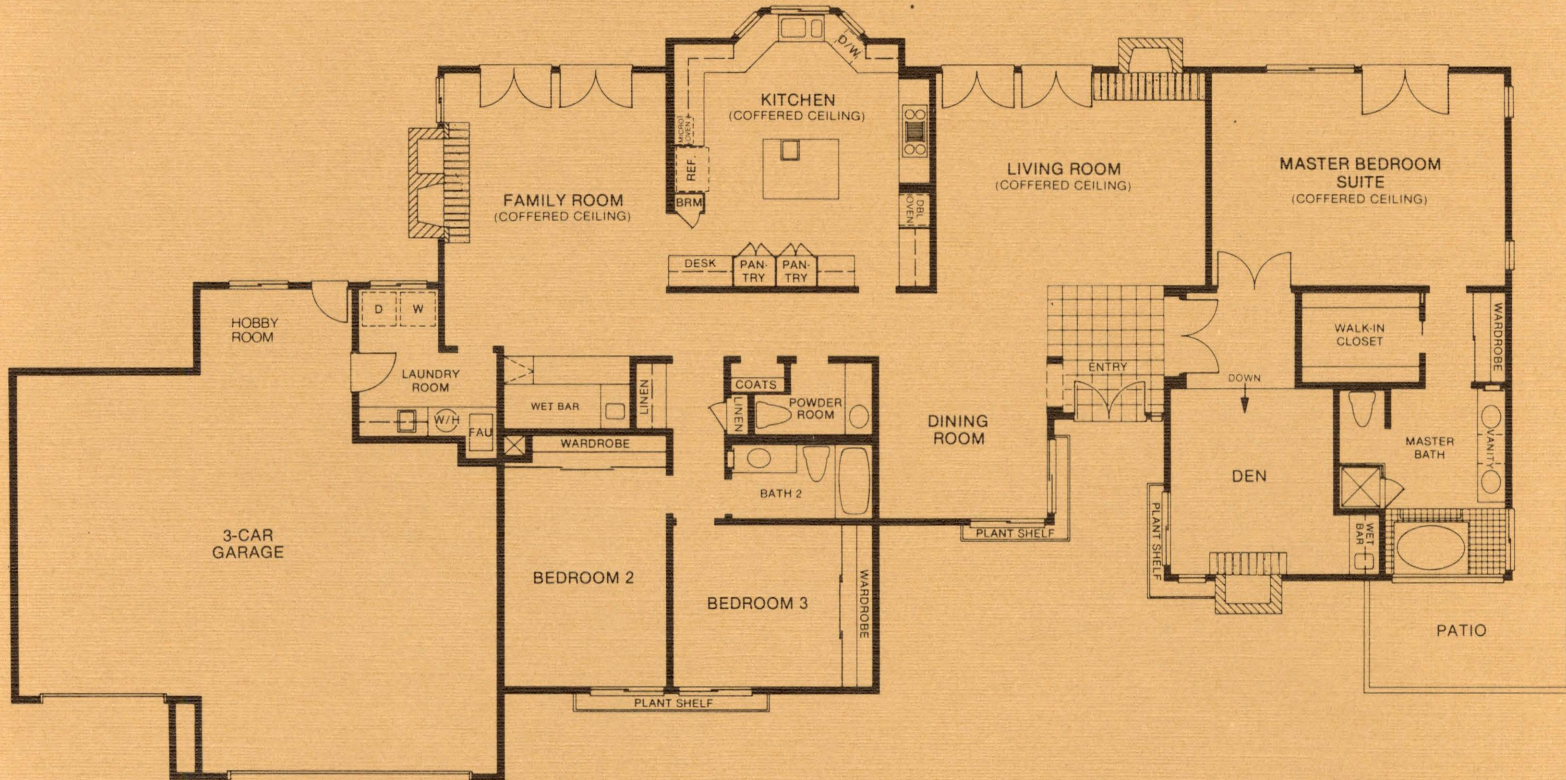 D/W
KITCHEN
(COFFERED CEILING)
MICRO/
OVEN
REF.
BRM
FAMILY ROOM
(COFFERED CEILING)
DESK
PAN-
TRY
PAN-
TRY
DBL
OVEN
LIVING ROOM
(COFFERED CEILING)
MASTER BEDROOM
SUITE
(COFFERED CEILING)
HOBBY
ROOM
D
W
LAUNDRY
ROOM
W/H
FAU
WET BAR
LINEN
COATS
LINEN
POWDER
ROOM
ENTRY
DOWN
WALK-IN
CLOSET
WARDROBE
DINING
ROOM
WARDROBE
BATH 2
DEN
MASTER
BATH
VANITY
3-CAR
GARAGE
BEDROOM 2
BEDROOM 3
WARDROBE
PLANT SHELF
PLANT SHELF
WET
BAR
PATIO
PLANT SHELF